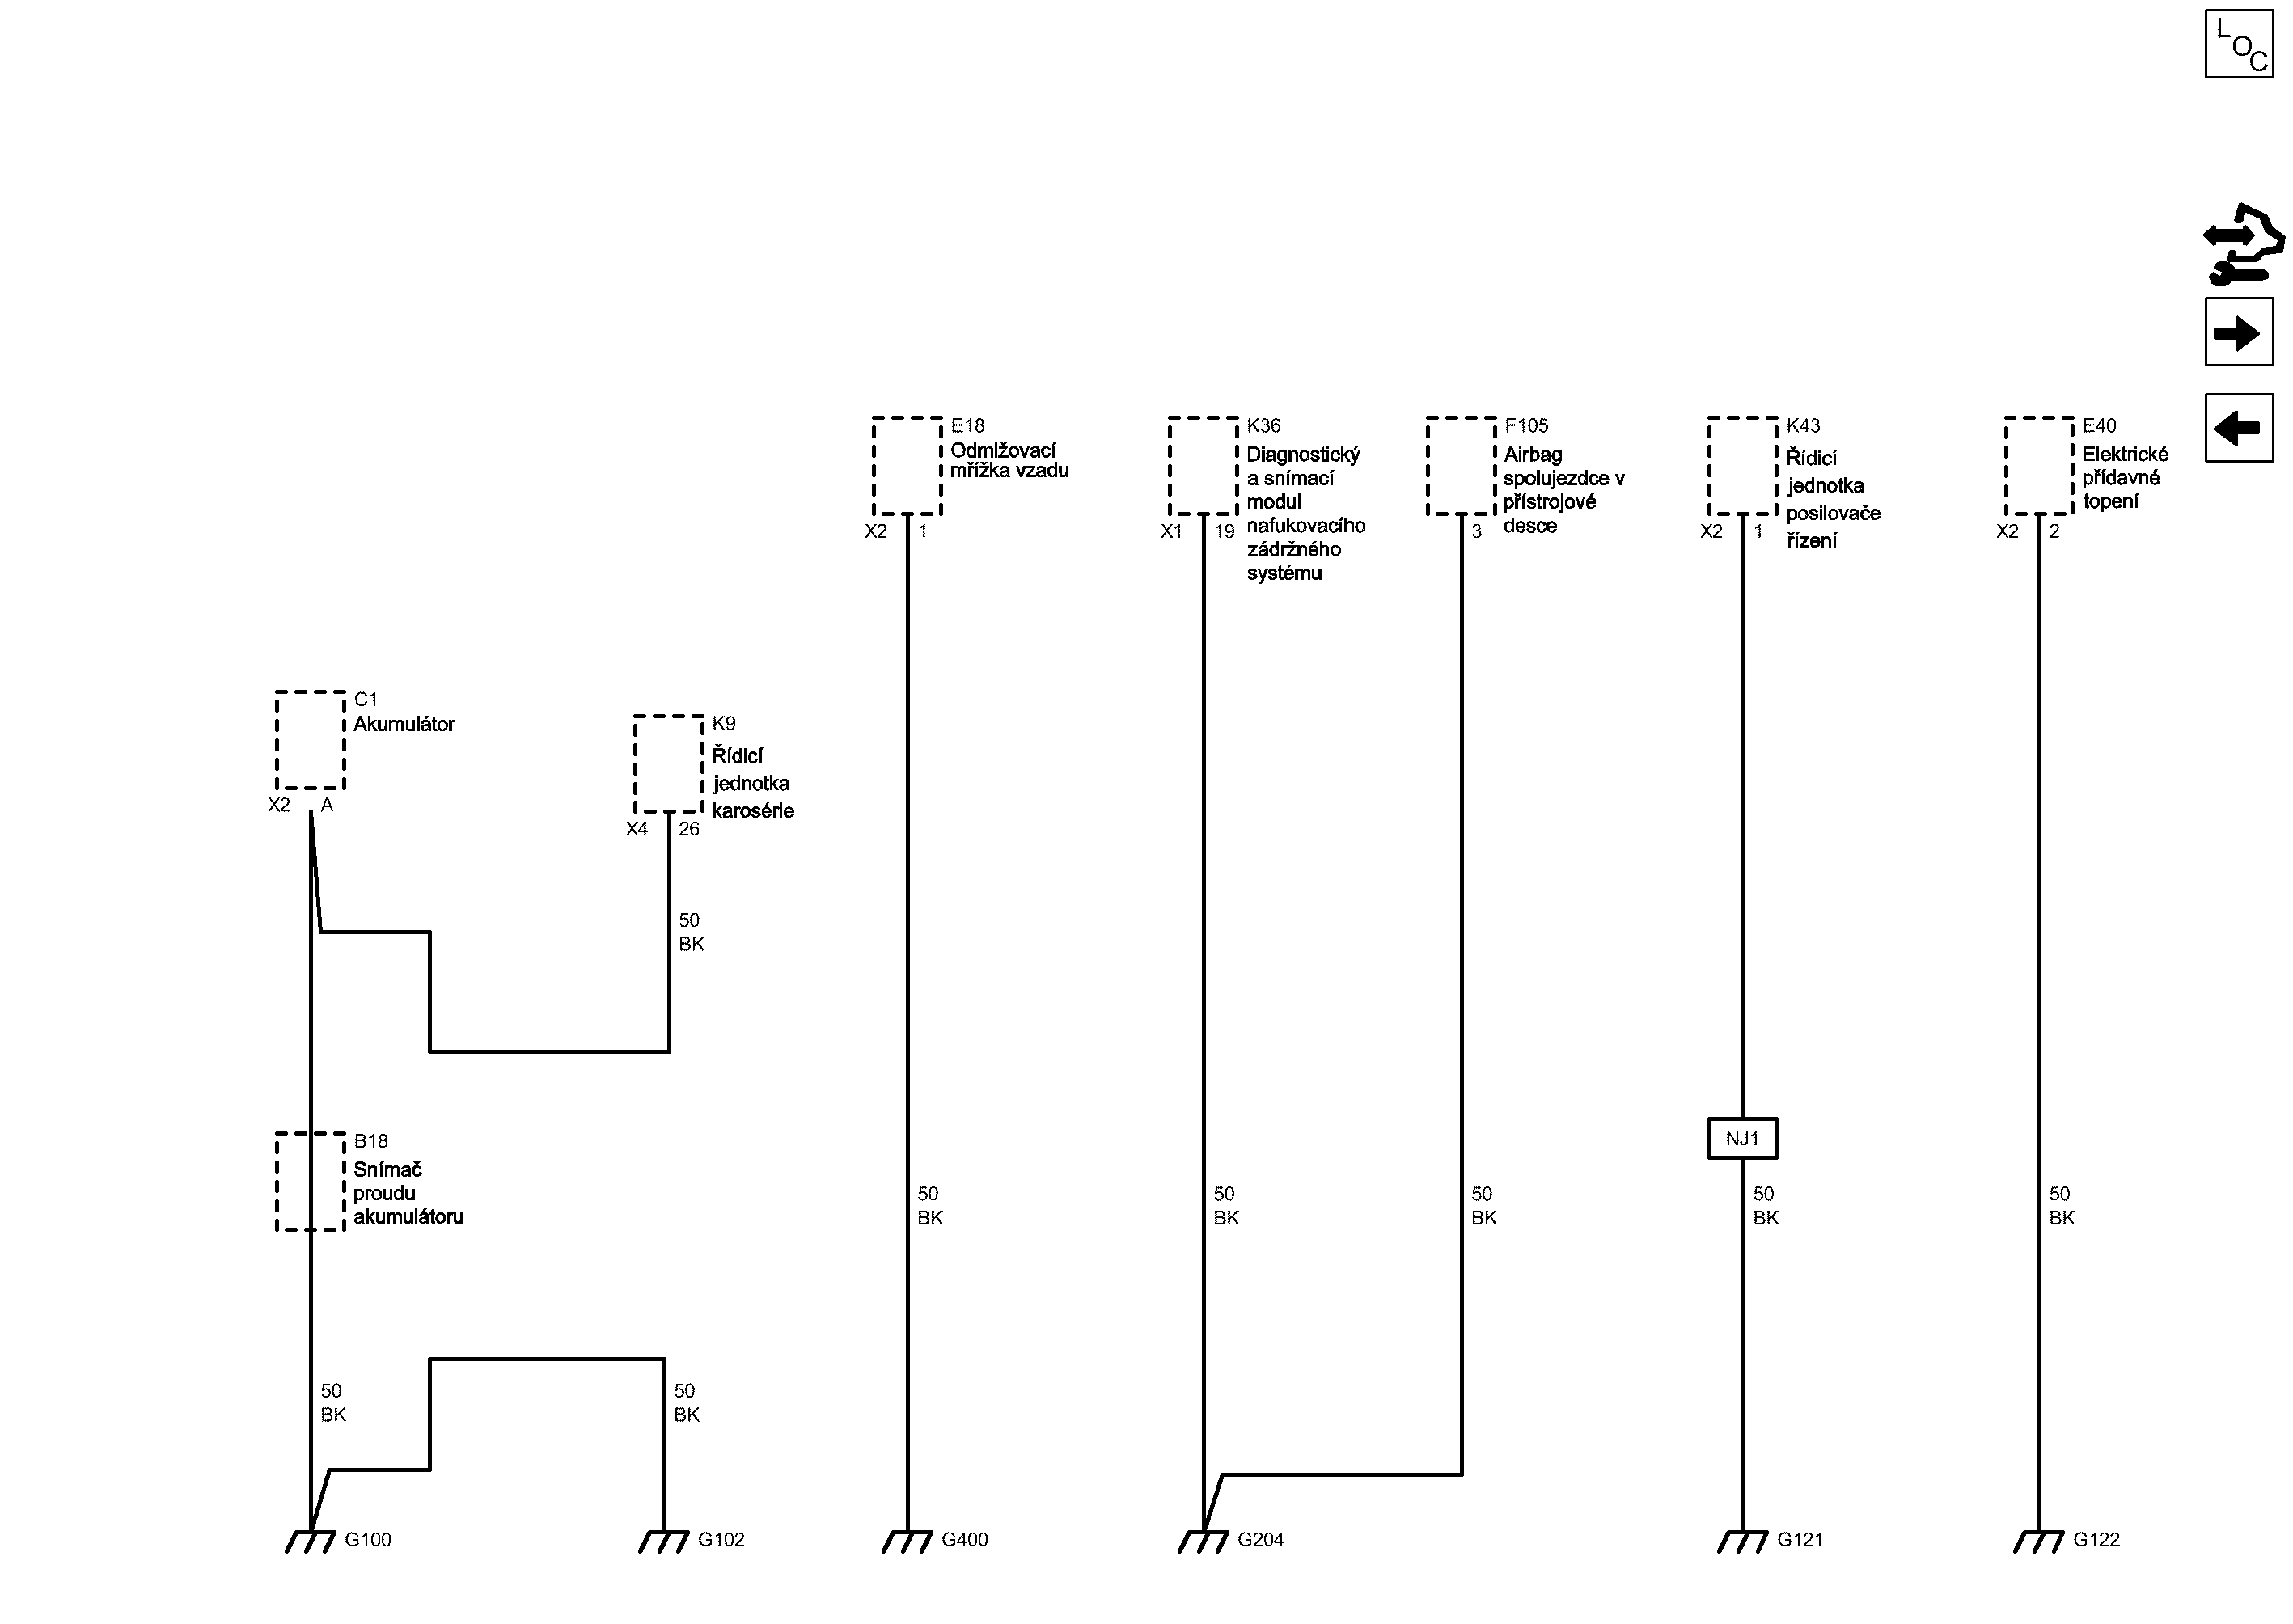 LOC
E18
Odmlžovací
mřížka vzadu
X2 1
K36
Diagnostický
a snímací
modul
nafukovacího
zádržného
systému
X1 19
F105
Airbag
spolujezdce v
přístrojové
desce
3
K43
Řídicí
jednotka
posilovače
řízení
X2 1
E40
Elektrické
přídavné
topení
X2 2
C1
Akumulátor
X2 A
K9
Řídicí
jednotka
karosérie
X4 26
50
BK
B18
Snímač
proudu
akumulátoru
NJ1
50
BK
50
BK
50
BK
50
BK
50
BK
50
BK
50
BK
G100
G102
G400
G204
G121
G122